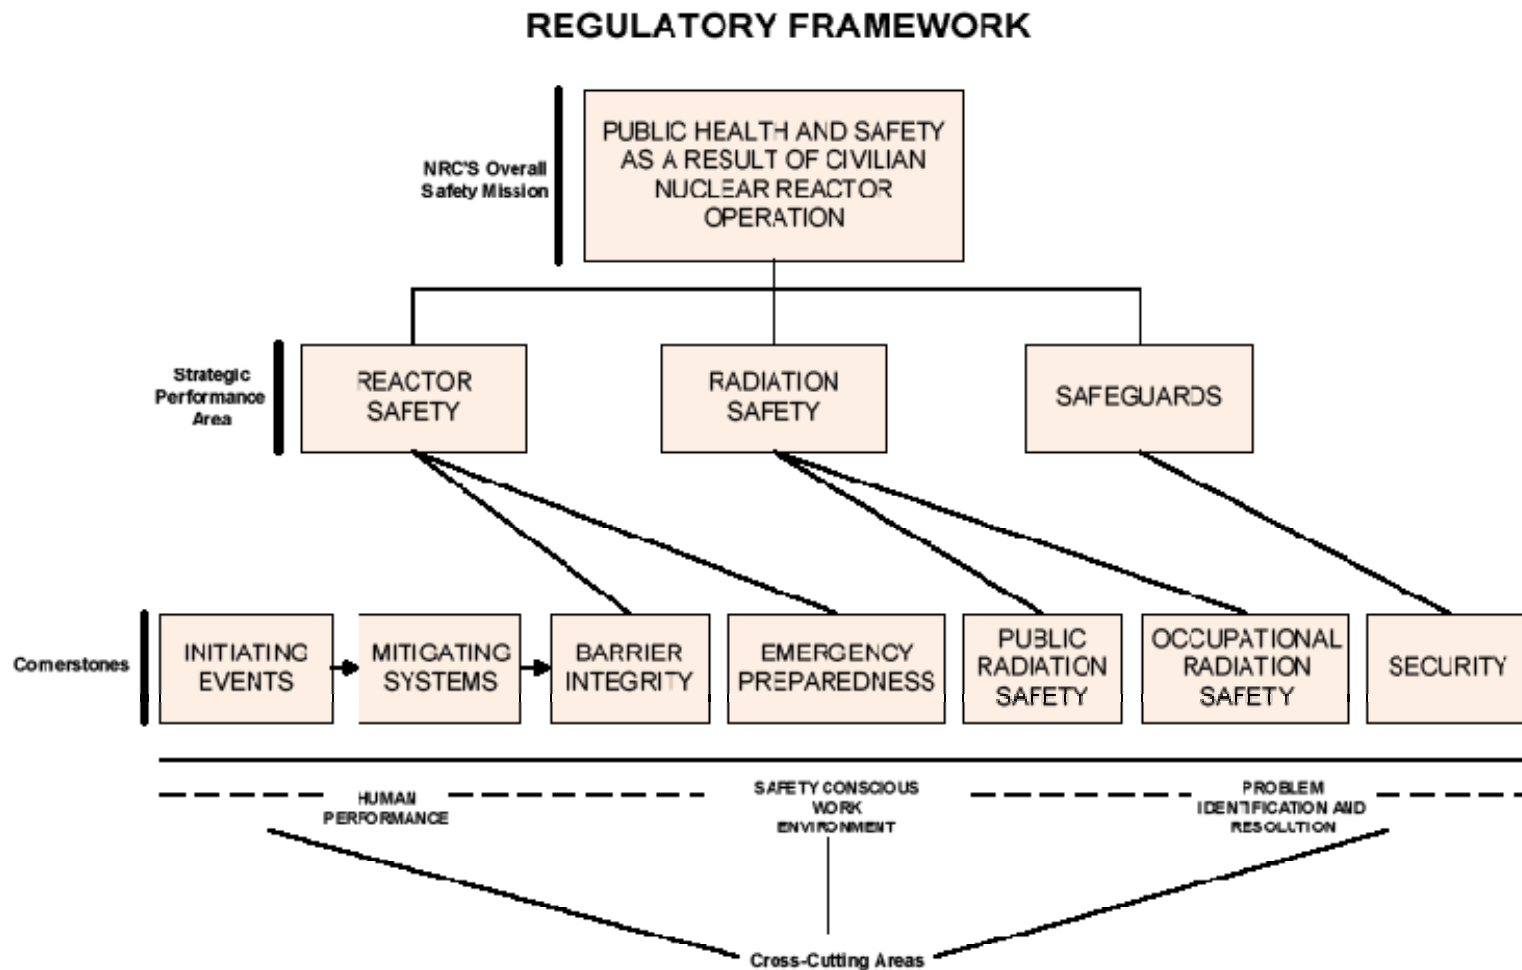 REGULATORY FRAMEWORK
NRC'S Overall
Safety Mission
PUBLIC HEALTH AND SAFETY
AS A RESULT OF CIVILIAN
NUCLEAR REACTOR
OPERATION
Strategic
Performance
Area
REACTOR
SAFETY
RADIATION
SAFETY
SAFEGUARDS
Cornerstones
INITIATING
EVENTS
MITIGATING
SYSTEMS
BARRIER
INTEGRITY
EMERGENCY
PREPAREDNESS
PUBLIC
RADIATION
SAFETY
OCCUPATIONAL
RADIATION
SAFETY
SECURITY
HUMAN
PERFORMANCE
SAFETY CONSCIOUS
WORK
ENVIRONMENT
PROBLEM
IDENTIFICATION AND
RESOLUTION
Cross-Cutting Areas